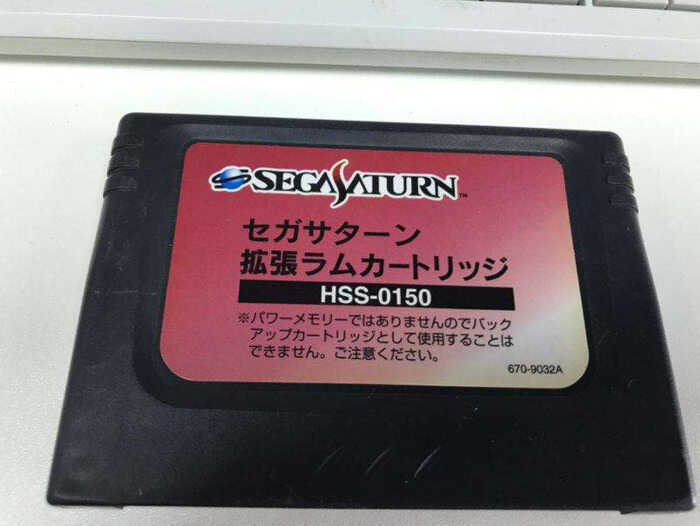 SEGA SATURN™
セガサターン
拡張ラムカートリッジ
HSS-0150
※パワーメモリーではありませんのでバック
アップカートリッジとして使用することは
できません。ご注意ください。
670-9032A